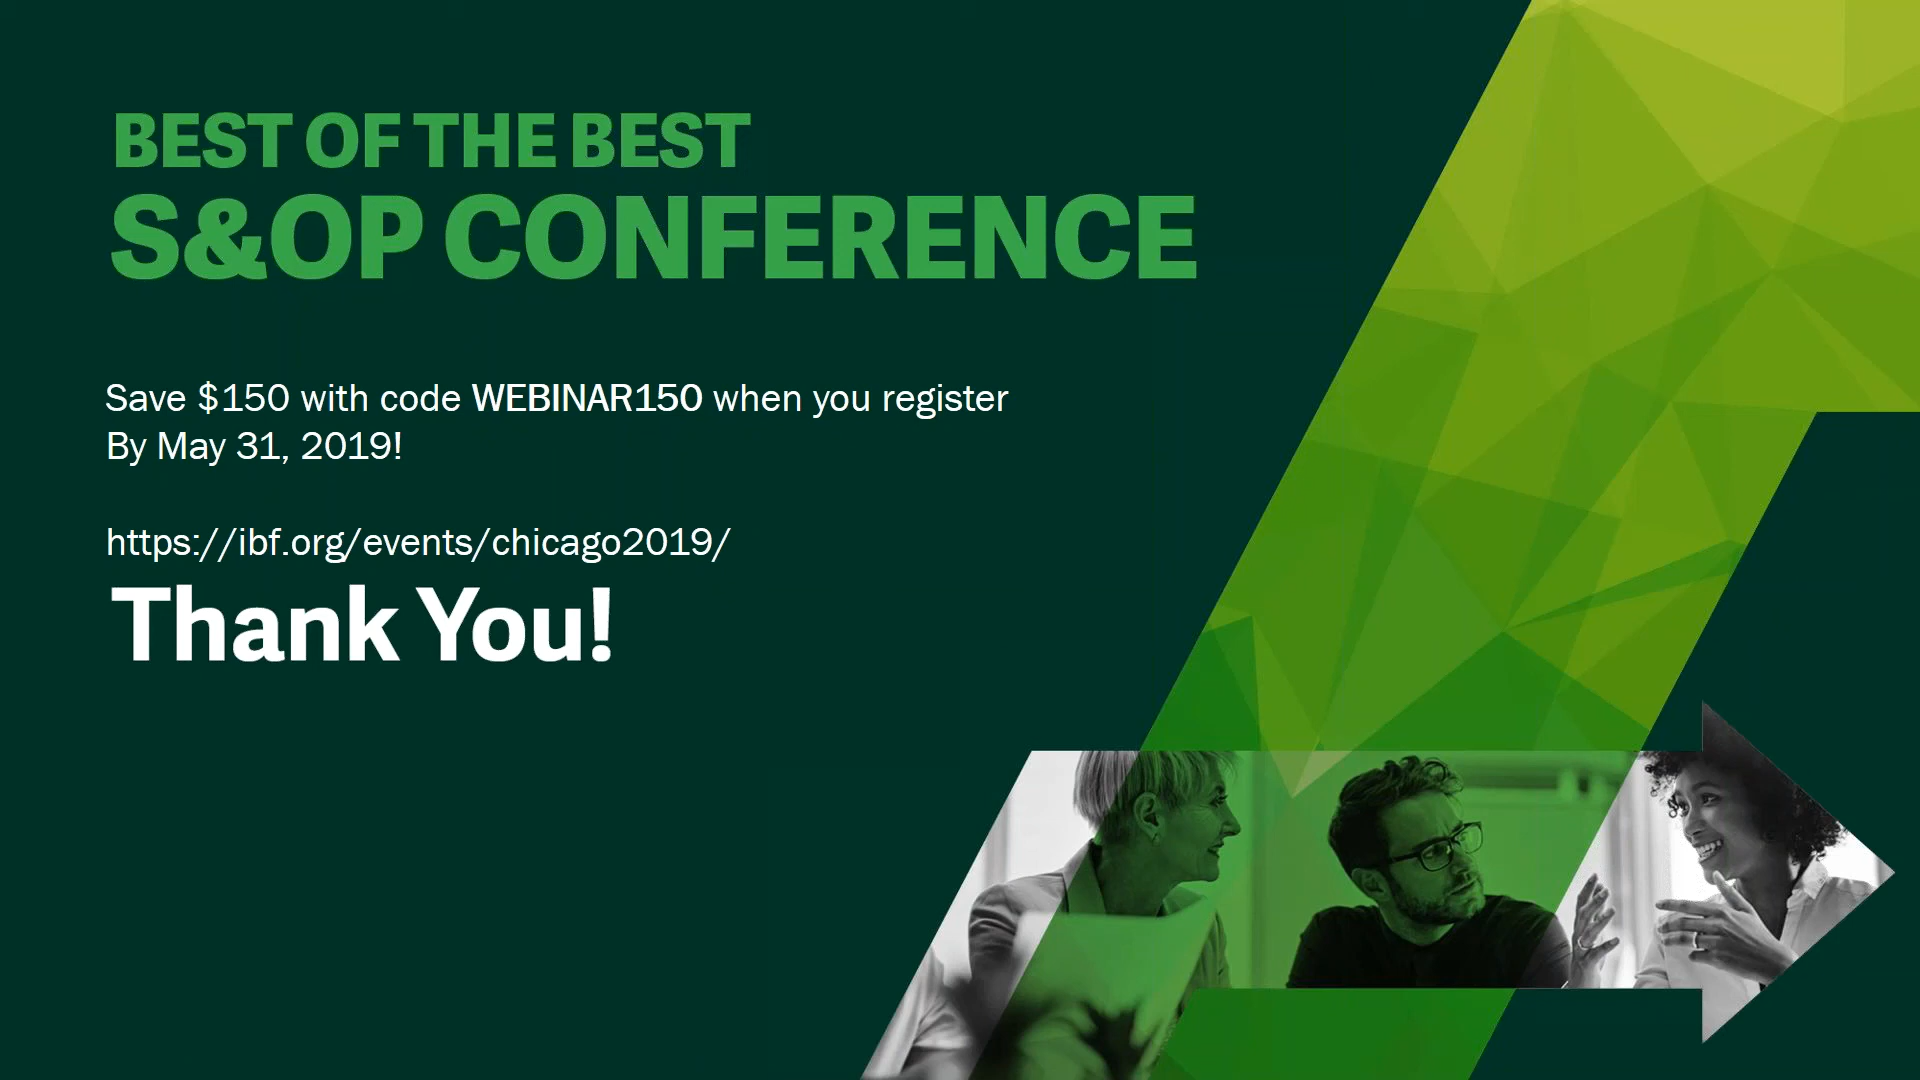 BEST OF THE BEST
S&OP CONFERENCE
Save $150 with code WEBINAR150 when you register
By May 31, 2019!
https://ibf.org/events/chicago2019/
Thank You!